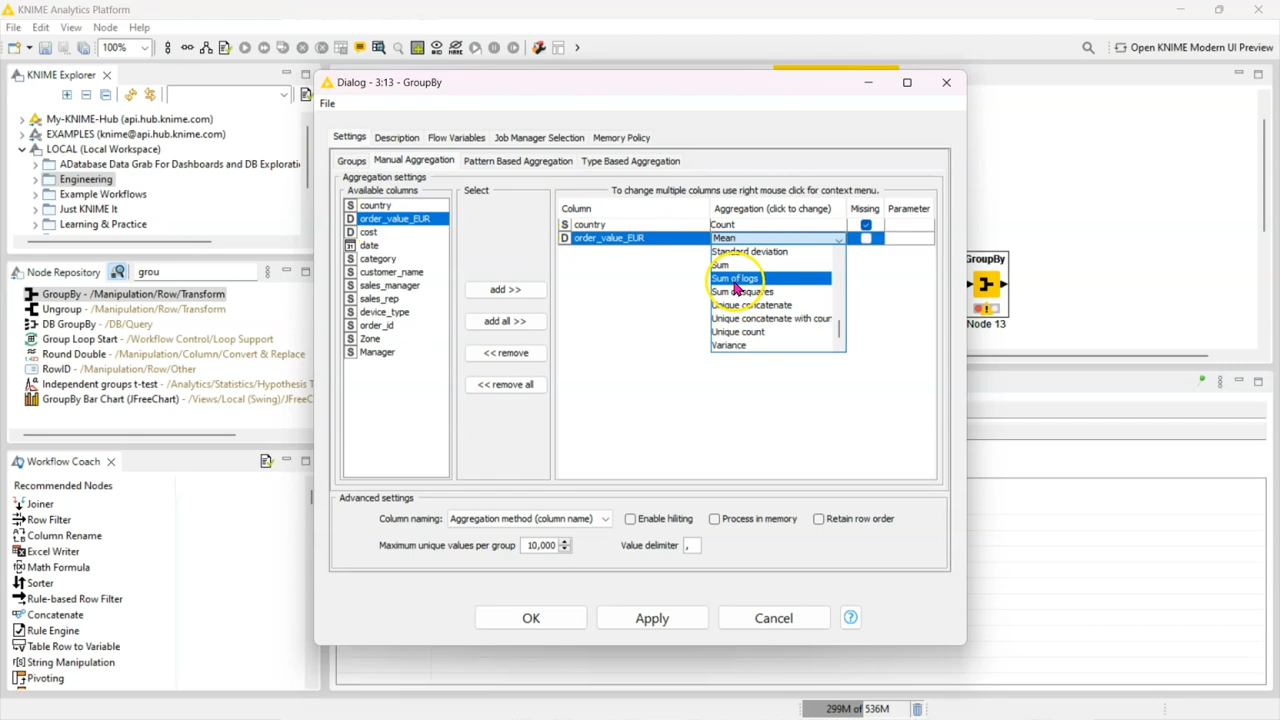 KNIME Analytics Platform
File Edit View Node Help
100%
Open KNIME Modern UI Preview
KNIME Explorer
My-KNIME-Hub (api.hub.knime.com)
EXAMPLES (knime@api.hub.knime.com)
LOCAL (Local Workspace)
ADatabase Data Grab For Dashboards and DB Exploratio
Engineering
Example Workflows
Just KNIME It
Learning & Practice
Node Repository
grou
GroupBy - /Manipulation/Row/Transform
Ungroup - /Manipulation/Row/Transform
DB GroupBy - /DB/Query
Group Loop Start - /Workflow Control/Loop Support
Round Double - /Manipulation/Column/Convert & Replace
RowID - /Manipulation/Row/Other
Independent groups t-test - /Analytics/Statistics/Hypothesis T
GroupBy Bar Chart (JFreeChart) - /Views/Local (Swing)/JFreeC
Workflow Coach
Recommended Nodes
Joiner
Row Filter
Column Rename
Excel Writer
Math Formula
Sorter
Rule-based Row Filter
Concatenate
Rule Engine
Table Row to Variable
String Manipulation
Pivoting
Dialog - 3:13 - GroupBy
File
Settings Description Flow Variables Job Manager Selection Memory Policy
Groups Manual Aggregation Pattern Based Aggregation Type Based Aggregation
Aggregation settings
Available columns
S country
D order_value_EUR
D cost
date
S category
S customer_name
S sales_manager
S sales_rep
S device_type
S order_id
S Zone
S Manager
Select
add >>
add all >>
<< remove
<< remove all
To change multiple columns use right mouse click for context menu.
Column Aggregation (click to change) Missing Parameter
S country Count
D order_value_EUR Mean
Standard deviation
Sum
Sum of logs
Sum of squares
Unique concatenate
Unique concatenate with coun
Unique count
Variance
Advanced settings
Column naming: Aggregation method (column name) Enable hiliting Process in memory Retain row order
Maximum unique values per group 10,000 Value delimiter ,
OK Apply Cancel ?
GroupBy
Node 13
299M of 536M